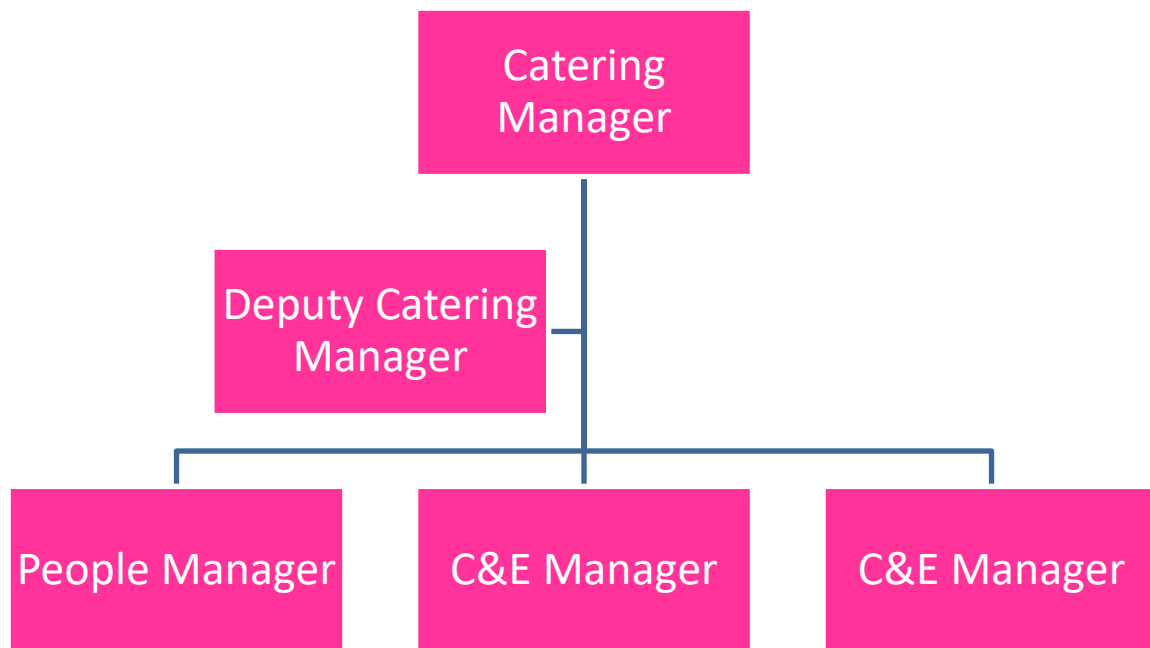 Catering
Manager
Deputy Catering
Manager
People Manager
C&E Manager
C&E Manager